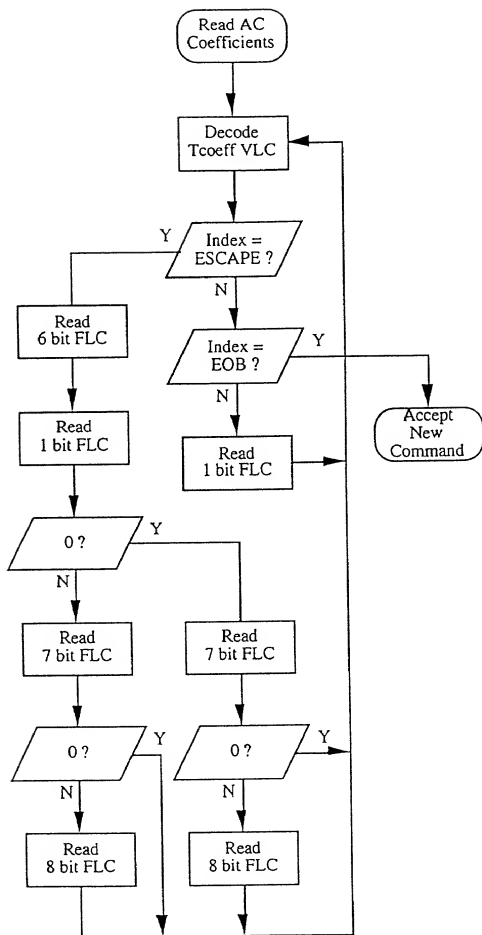 Read AC
Coefficients
Decode
Tcoeff VLC
Y
Index =
ESCAPE ?
N
Read
6 bit FLC
Index =
EOB ?
Y
N
Read
1 bit FLC
Read
1 bit FLC
Accept
New
Command
0 ?
Y
N
Read
7 bit FLC
Read
7 bit FLC
0 ?
Y
N
0 ?
Y
N
Read
8 bit FLC
Read
8 bit FLC